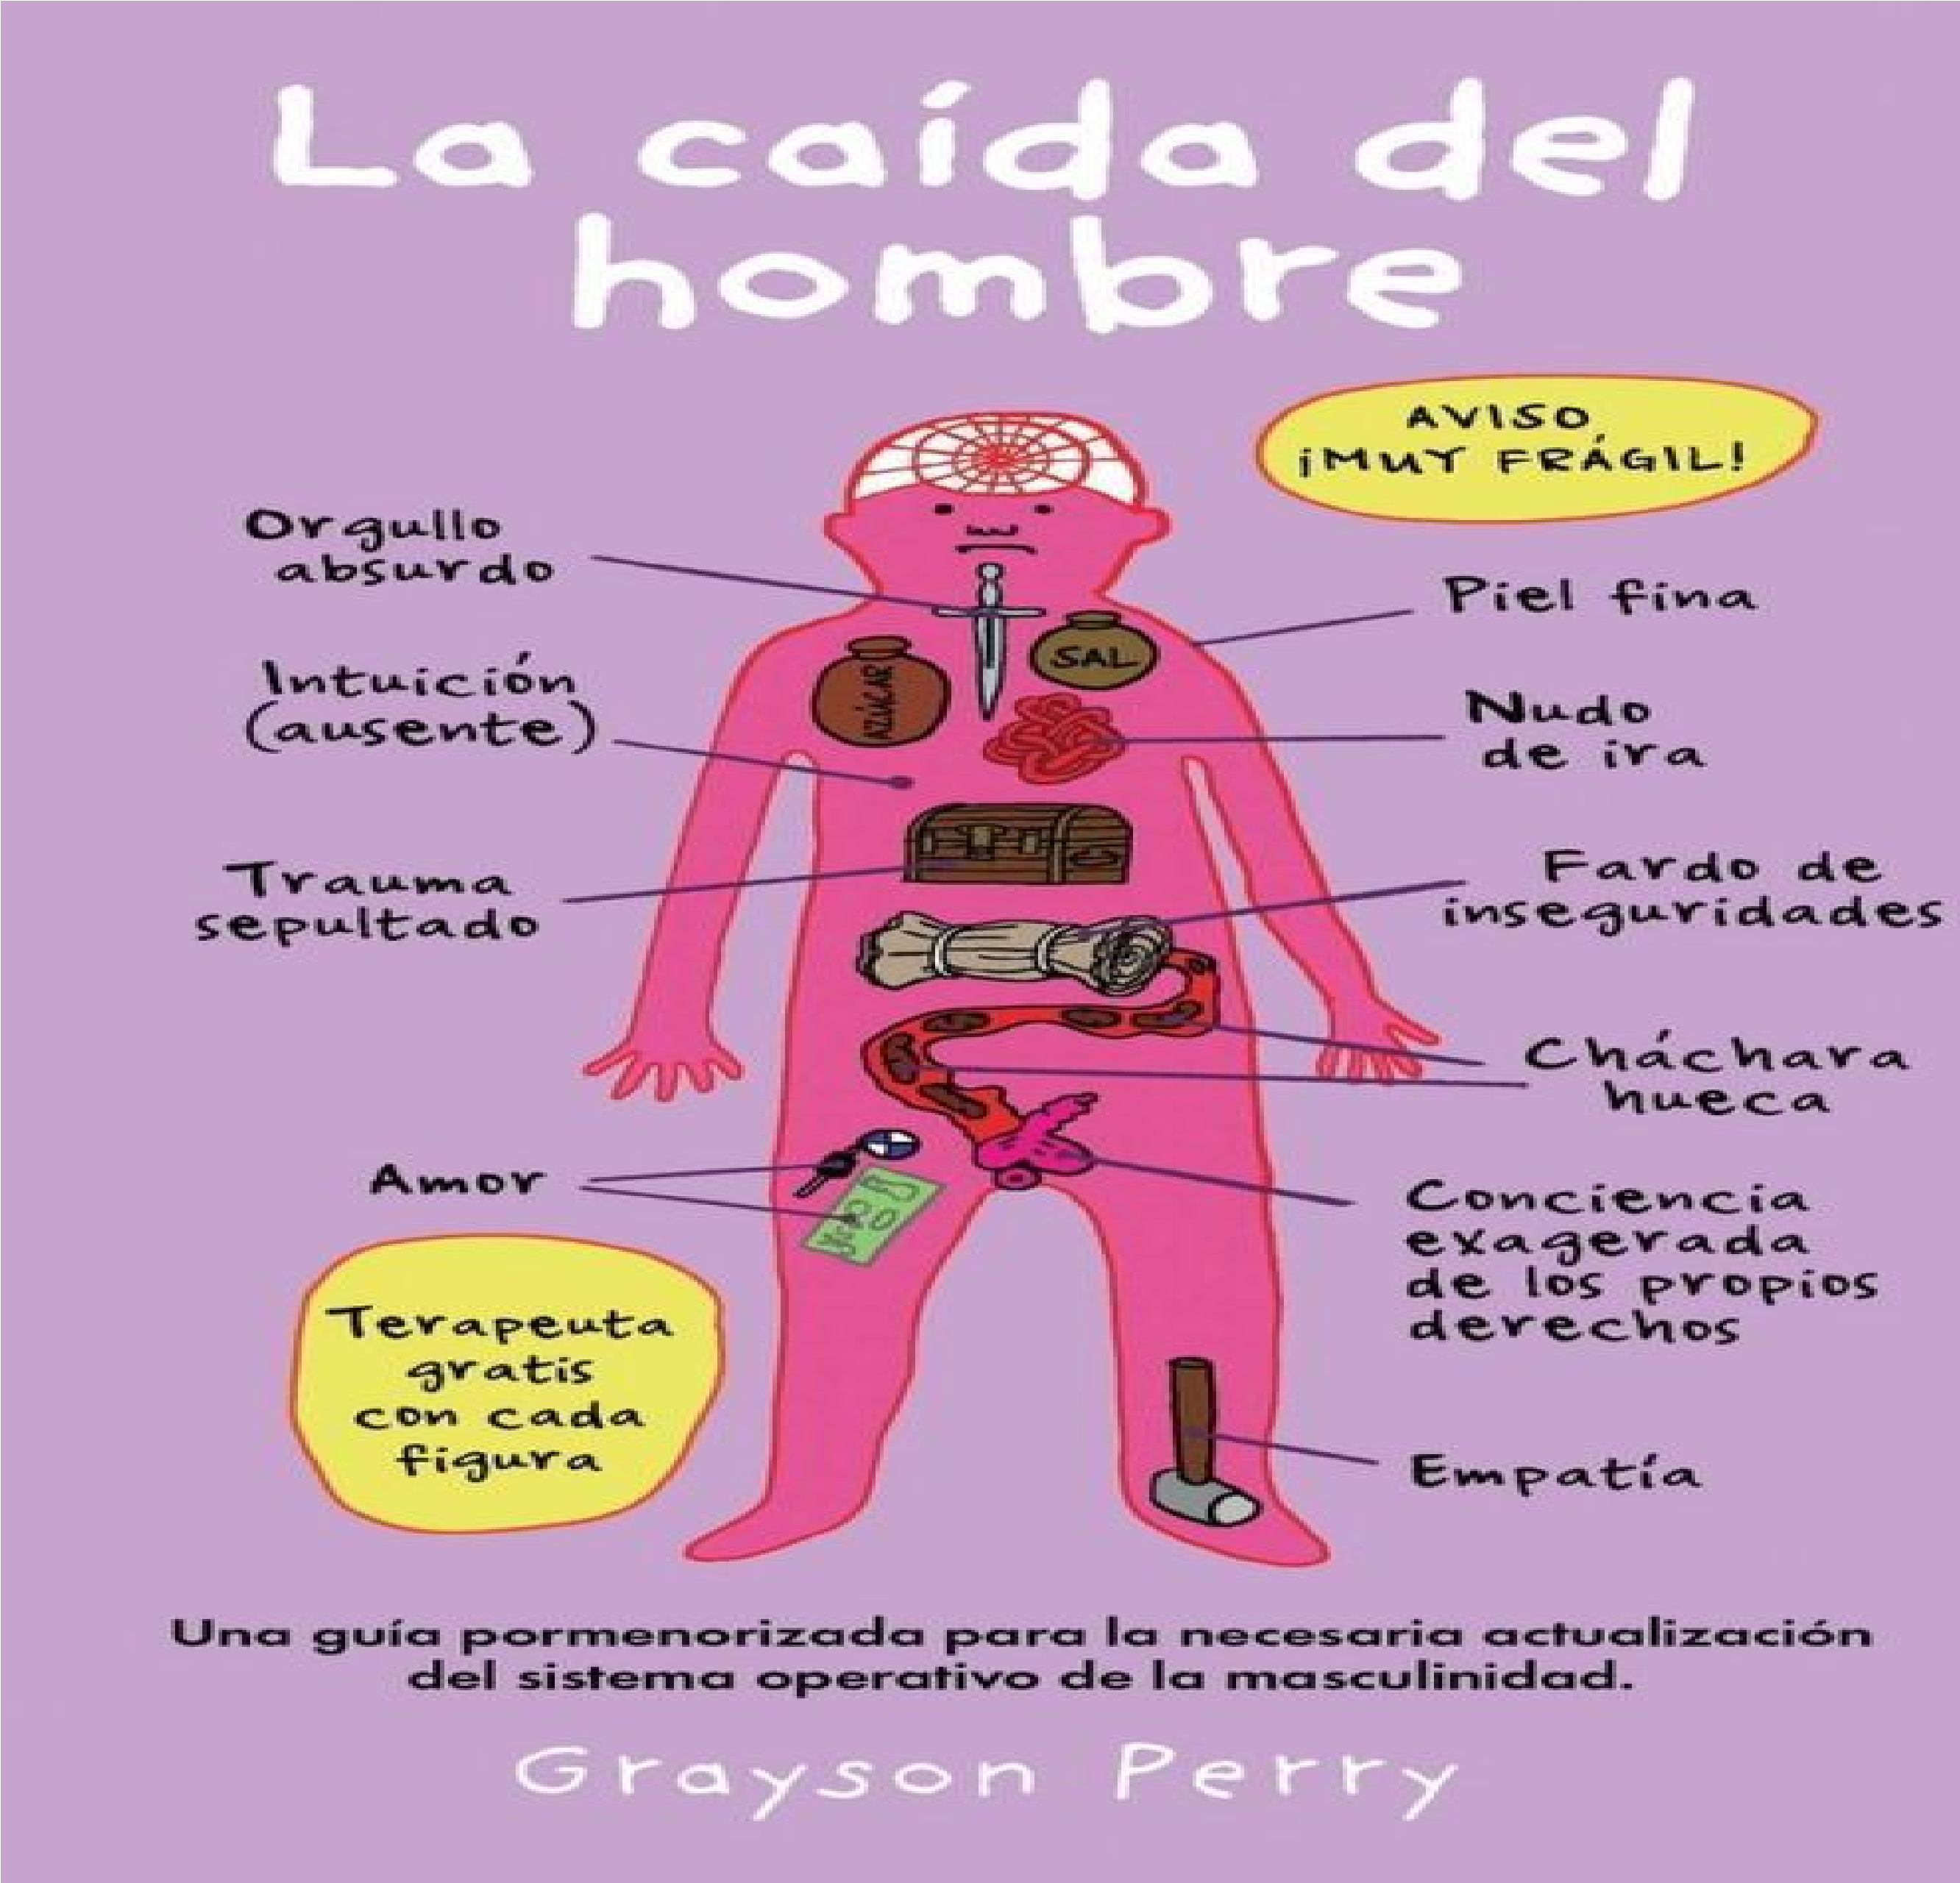 La caída del
hombre
AVISO
¡MUY FRÁGIL!
Orgullo
absurdo
Piel fina
AZÚCAR
SAL
Intuición
(ausente)
Nudo
de ira
Trauma
sepultado
Fardo de
inseguridades
Cháchara
hueca
Amor
Conciencia
exagerada
de los propios
derechos
Terapeuta
gratis
con cada
figura
Empatía
Una guía pormenorizada para la necesaria actualización
del sistema operativo de la masculinidad.
Grayson Perry